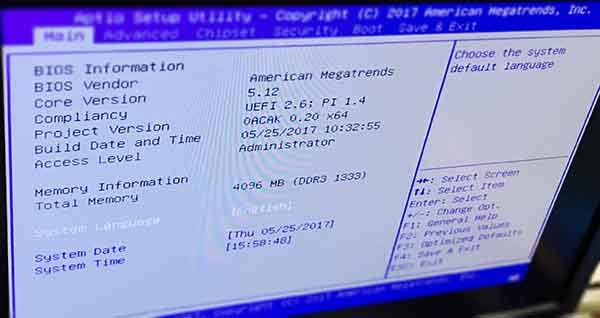 Aptio Setup Utility - Copyright (C) 2017 American Megatrends, Inc.
Main Advanced Chipset Security Boot Save & Exit
BIOS Information
BIOS Vendor American Megatrends
Core Version 5.12
Compliancy UEFI 2.6; PI 1.4
Project Version 0ACAK 0.20 x64
Build Date and Time 05/25/2017 10:32:55
Access Level Administrator
Memory Information
Total Memory 4096 MB (DDR3 1333)
System Language [English]
System Date [Thu 05/25/2017]
System Time [15:58:48]
Choose the system
default language
→←: Select Screen
↑↓: Select Item
Enter: Select
+/-: Change Opt.
F1: General Help
F2: Previous Values
F3: Optimized Defaults
F4: Save & Exit
ESC: Exit
Copyright (C) 2017 American Megatrends, Inc.